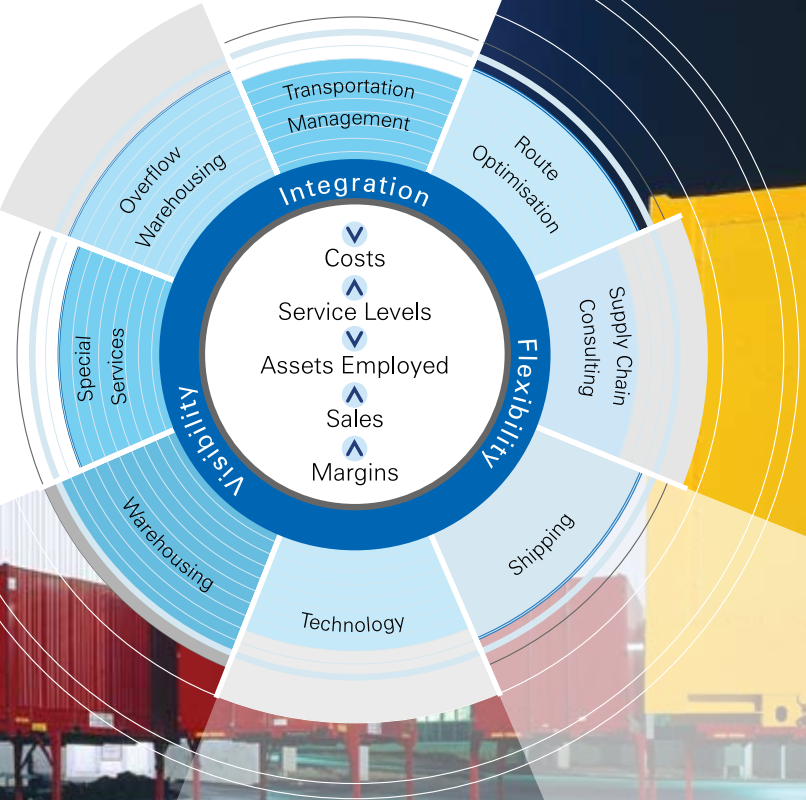 Transportation
Management
Route
Optimisation
Supply Chain
Consulting
Shipping
Technology
Warehousing
Special
Services
Overflow
Warehousing
Integration
Flexibility
Visibility
Costs
Service Levels
Assets Employed
Sales
Margins